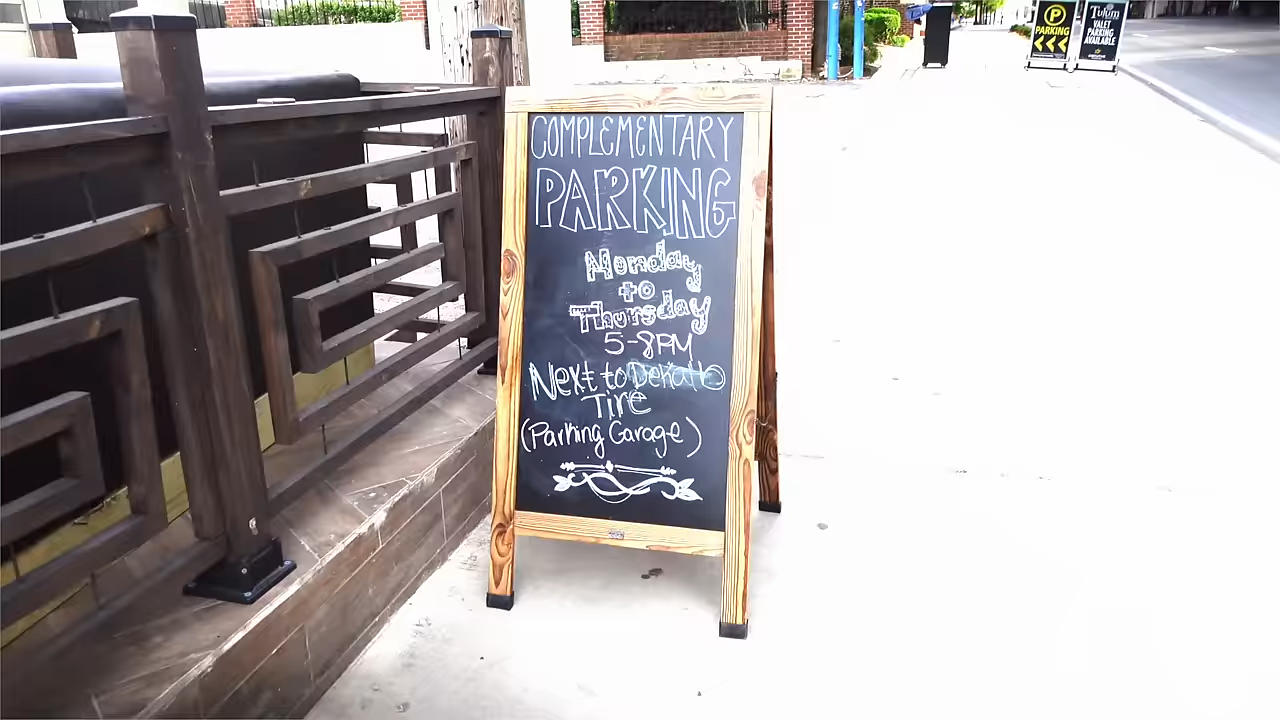 COMPLEMENTARY
PARKING
Monday
to
Thursday
5-8PM
Next to Dekalb
Tire
(Parking Garage)
P
PARKING
Tulum
VALET
PARKING
AVAILABLE